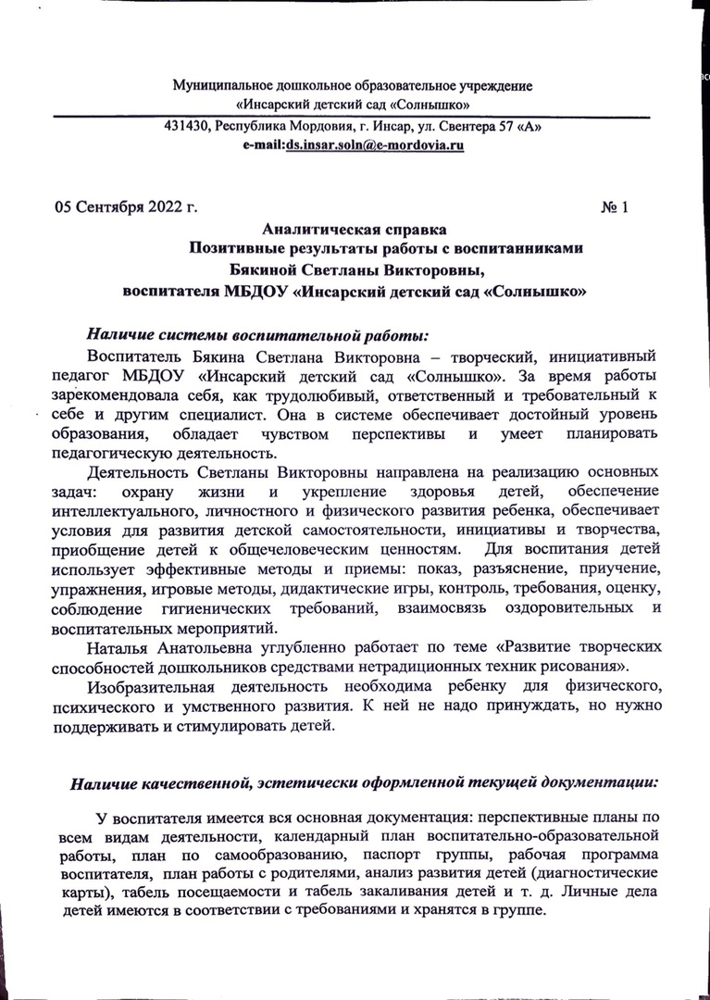 Муниципальное дошкольное образовательное учреждение
«Инсарский детский сад «Солнышко»
431430, Республика Мордовия, г. Инсар, ул. Свентера 57 «А»
e-mail:ds.insar.soln@e-mordovia.ru
05 Сентября 2022 г. № 1
Аналитическая справка
Позитивные результаты работы с воспитанниками
Бякиной Светланы Викторовны,
воспитателя МБДОУ «Инсарский детский сад «Солнышко»
Наличие системы воспитательной работы:
Воспитатель Бякина Светлана Викторовна – творческий, инициативный
педагог МБДОУ «Инсарский детский сад «Солнышко». За время работы
зарекомендовала себя, как трудолюбивый, ответственный и требовательный к
себе и другим специалист. Она в системе обеспечивает достойный уровень
образования, обладает чувством перспективы и умеет планировать
педагогическую деятельность.
Деятельность Светланы Викторовны направлена на реализацию основных
задач: охрану жизни и укрепление здоровья детей, обеспечение
интеллектуального, личностного и физического развития ребенка, обеспечивает
условия для развития детской самостоятельности, инициативы и творчества,
приобщение детей к общечеловеческим ценностям. Для воспитания детей
использует эффективные методы и приемы: показ, разъяснение, приучение,
упражнения, игровые методы, дидактические игры, контроль, требования, оценку,
соблюдение гигиенических требований, взаимосвязь оздоровительных и
воспитательных мероприятий.
Наталья Анатольевна углубленно работает по теме «Развитие творческих
способностей дошкольников средствами нетрадиционных техник рисования».
Изобразительная деятельность необходима ребенку для физического,
психического и умственного развития. К ней не надо принуждать, но нужно
поддерживать и стимулировать детей.
Наличие качественной, эстетически оформленной текущей документации:
У воспитателя имеется вся основная документация: перспективные планы по
всем видам деятельности, календарный план воспитательно-образовательной
работы, план по самообразованию, паспорт группы, рабочая программа
воспитателя, план работы с родителями, анализ развития детей (диагностические
карты), табель посещаемости и табель закаливания детей и т. д. Личные дела
детей имеются в соответствии с требованиями и хранятся в группе.